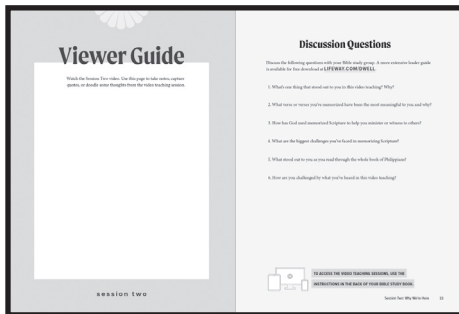 Viewer Guide
Watch the Session Two video. Use this page to take notes, capture
quotes, or doodle some thoughts from the video teaching session.
session two
Discussion Questions
Discuss the following questions with your Bible study group. A more extensive leader guide
is available for free download at LIFEWAY.COM/DWELL.
1. What's one thing that stood out to you in this video teaching? Why?
2. What verse or verses you've memorized have been the most meaningful to you and why?
3. How has God used memorized Scripture to help you minister or witness to others?
4. What are the biggest challenges you've faced in memorizing Scripture?
5. What stood out to you as you read through the whole book of Philippians?
6. How are you challenged by what you've heard in this video teaching?
TO ACCESS THE VIDEO TEACHING SESSIONS, USE THE
INSTRUCTIONS IN THE BACK OF YOUR BIBLE STUDY BOOK.